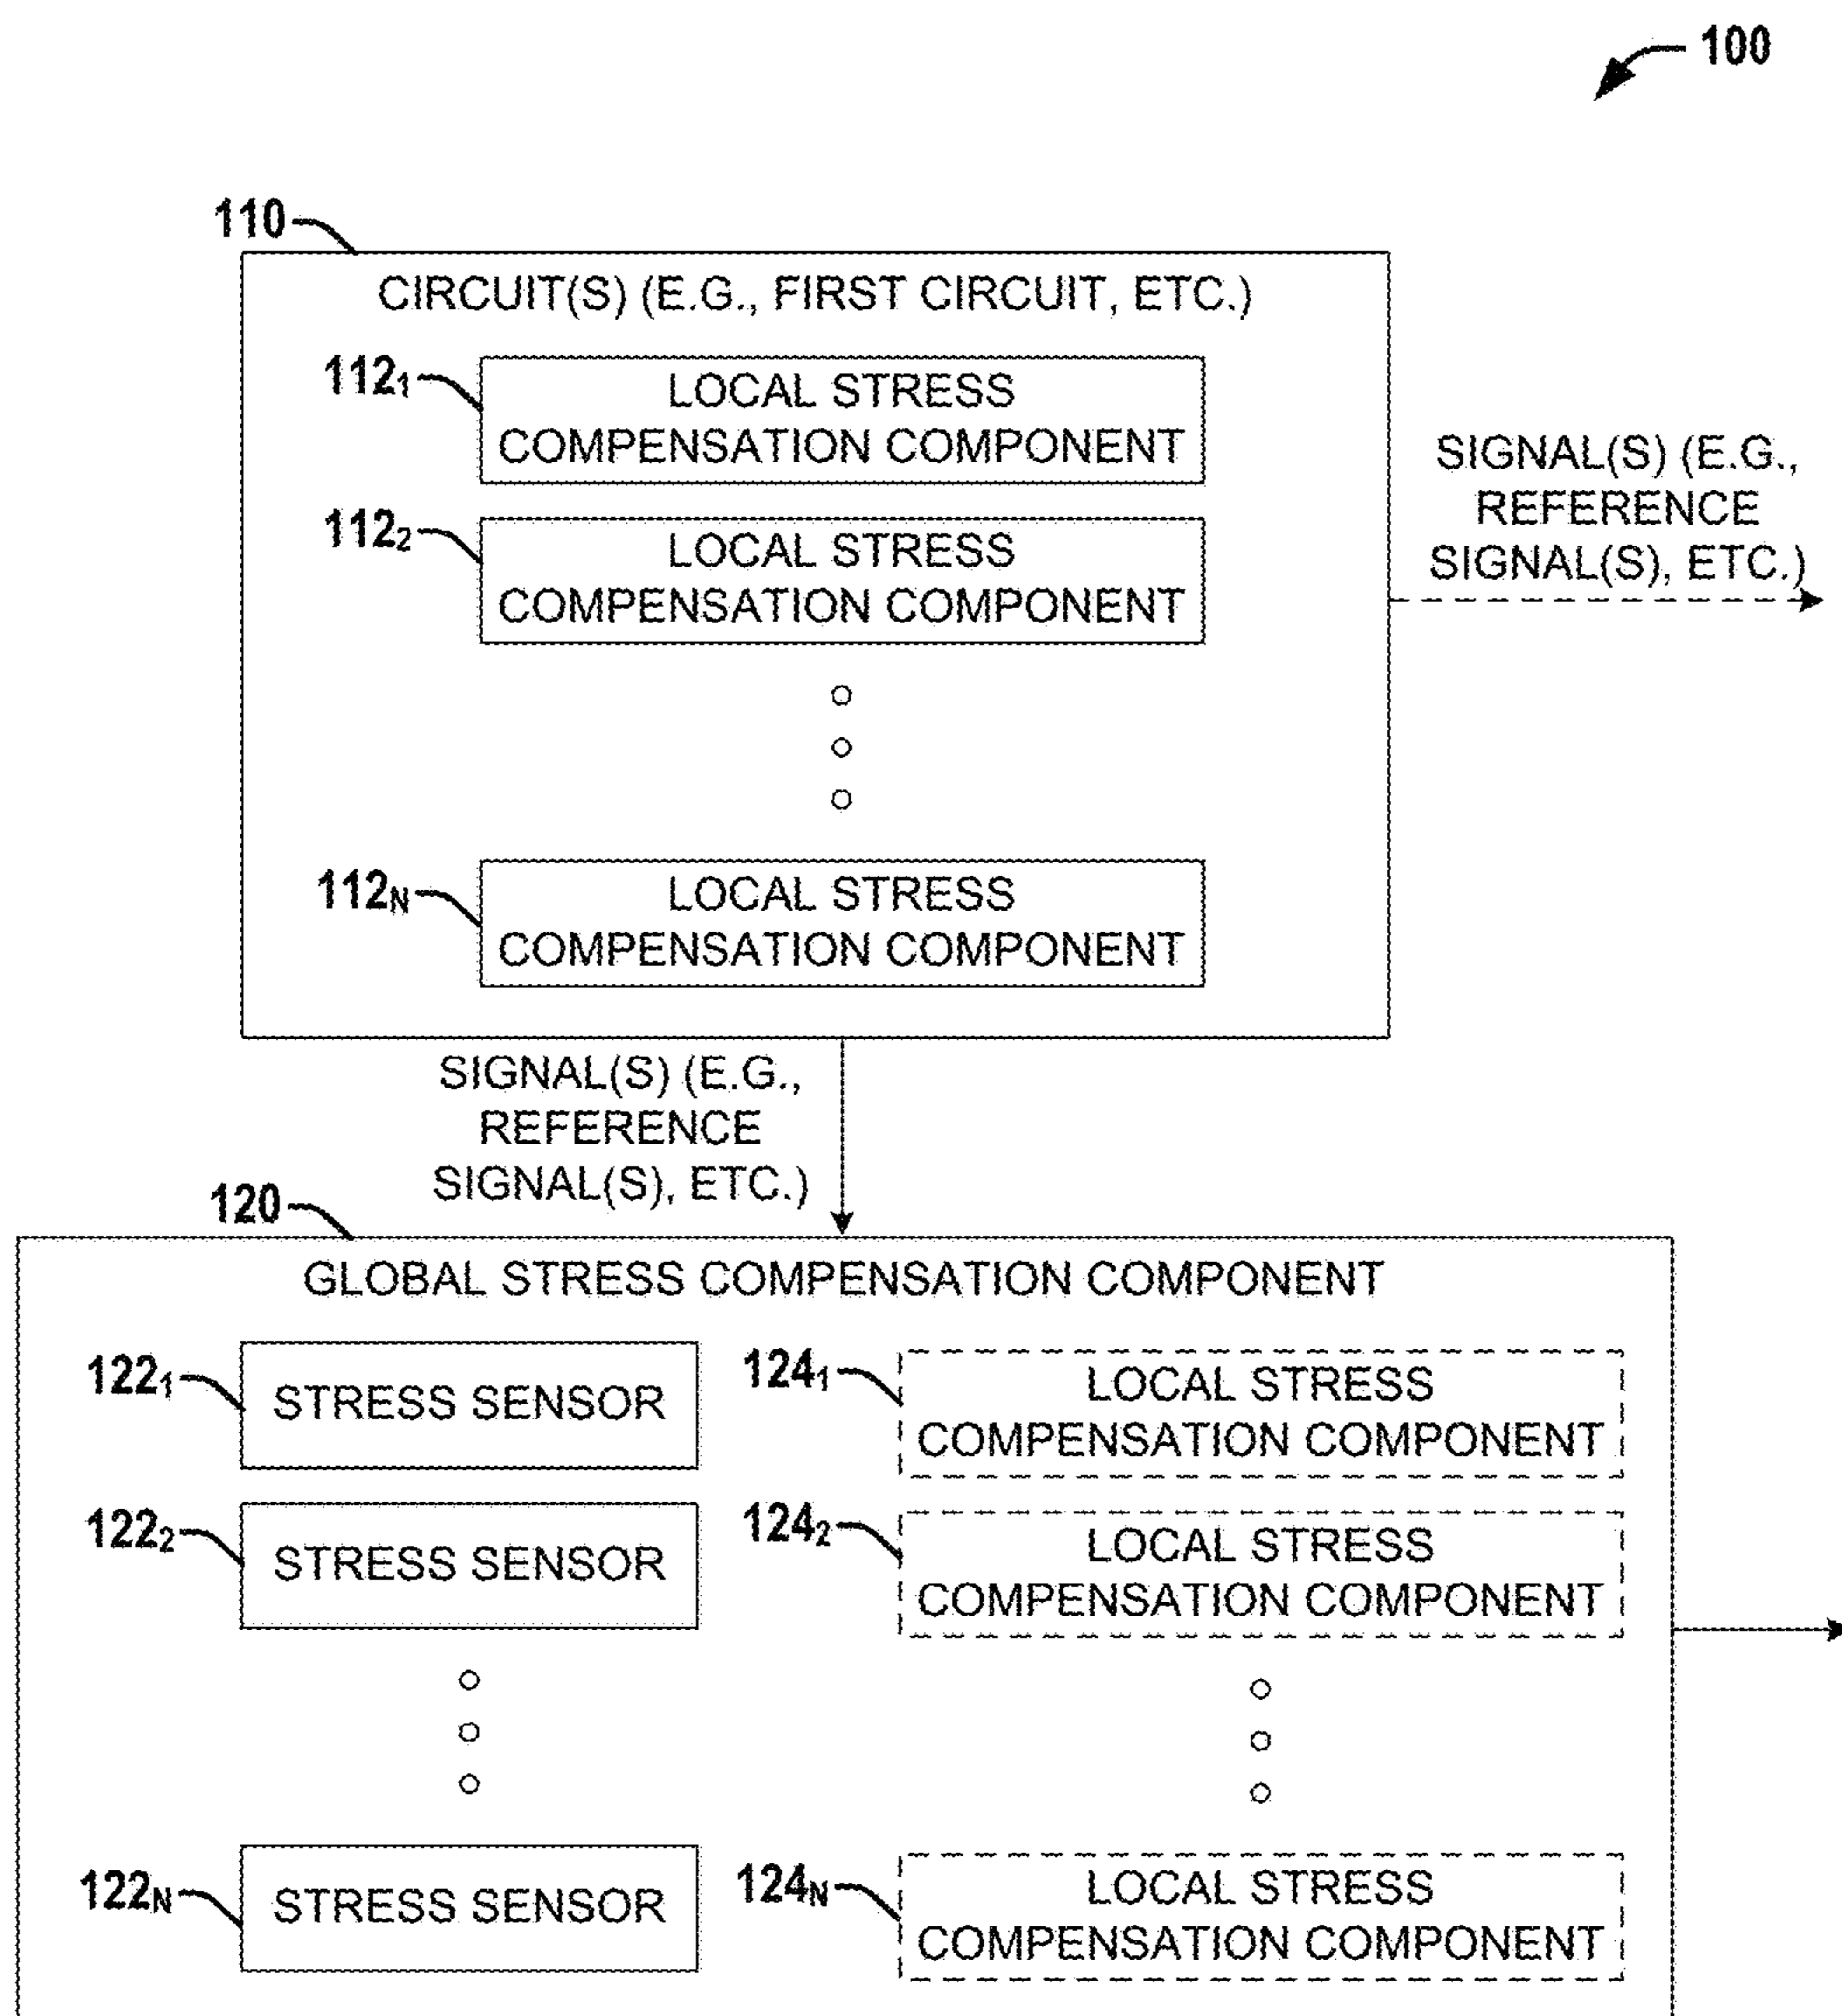 100
110
CIRCUIT(S) (E.G., FIRST CIRCUIT, ETC.)
112₁
LOCAL STRESS
COMPENSATION COMPONENT
112₂
LOCAL STRESS
COMPENSATION COMPONENT
112N
LOCAL STRESS
COMPENSATION COMPONENT
SIGNAL(S) (E.G.,
REFERENCE
SIGNAL(S), ETC.)
SIGNAL(S) (E.G.,
REFERENCE
SIGNAL(S), ETC.)
120
GLOBAL STRESS COMPENSATION COMPONENT
122₁
STRESS SENSOR
122₂
STRESS SENSOR
122N
STRESS SENSOR
124₁
LOCAL STRESS
COMPENSATION COMPONENT
124₂
LOCAL STRESS
COMPENSATION COMPONENT
124N
LOCAL STRESS
COMPENSATION COMPONENT